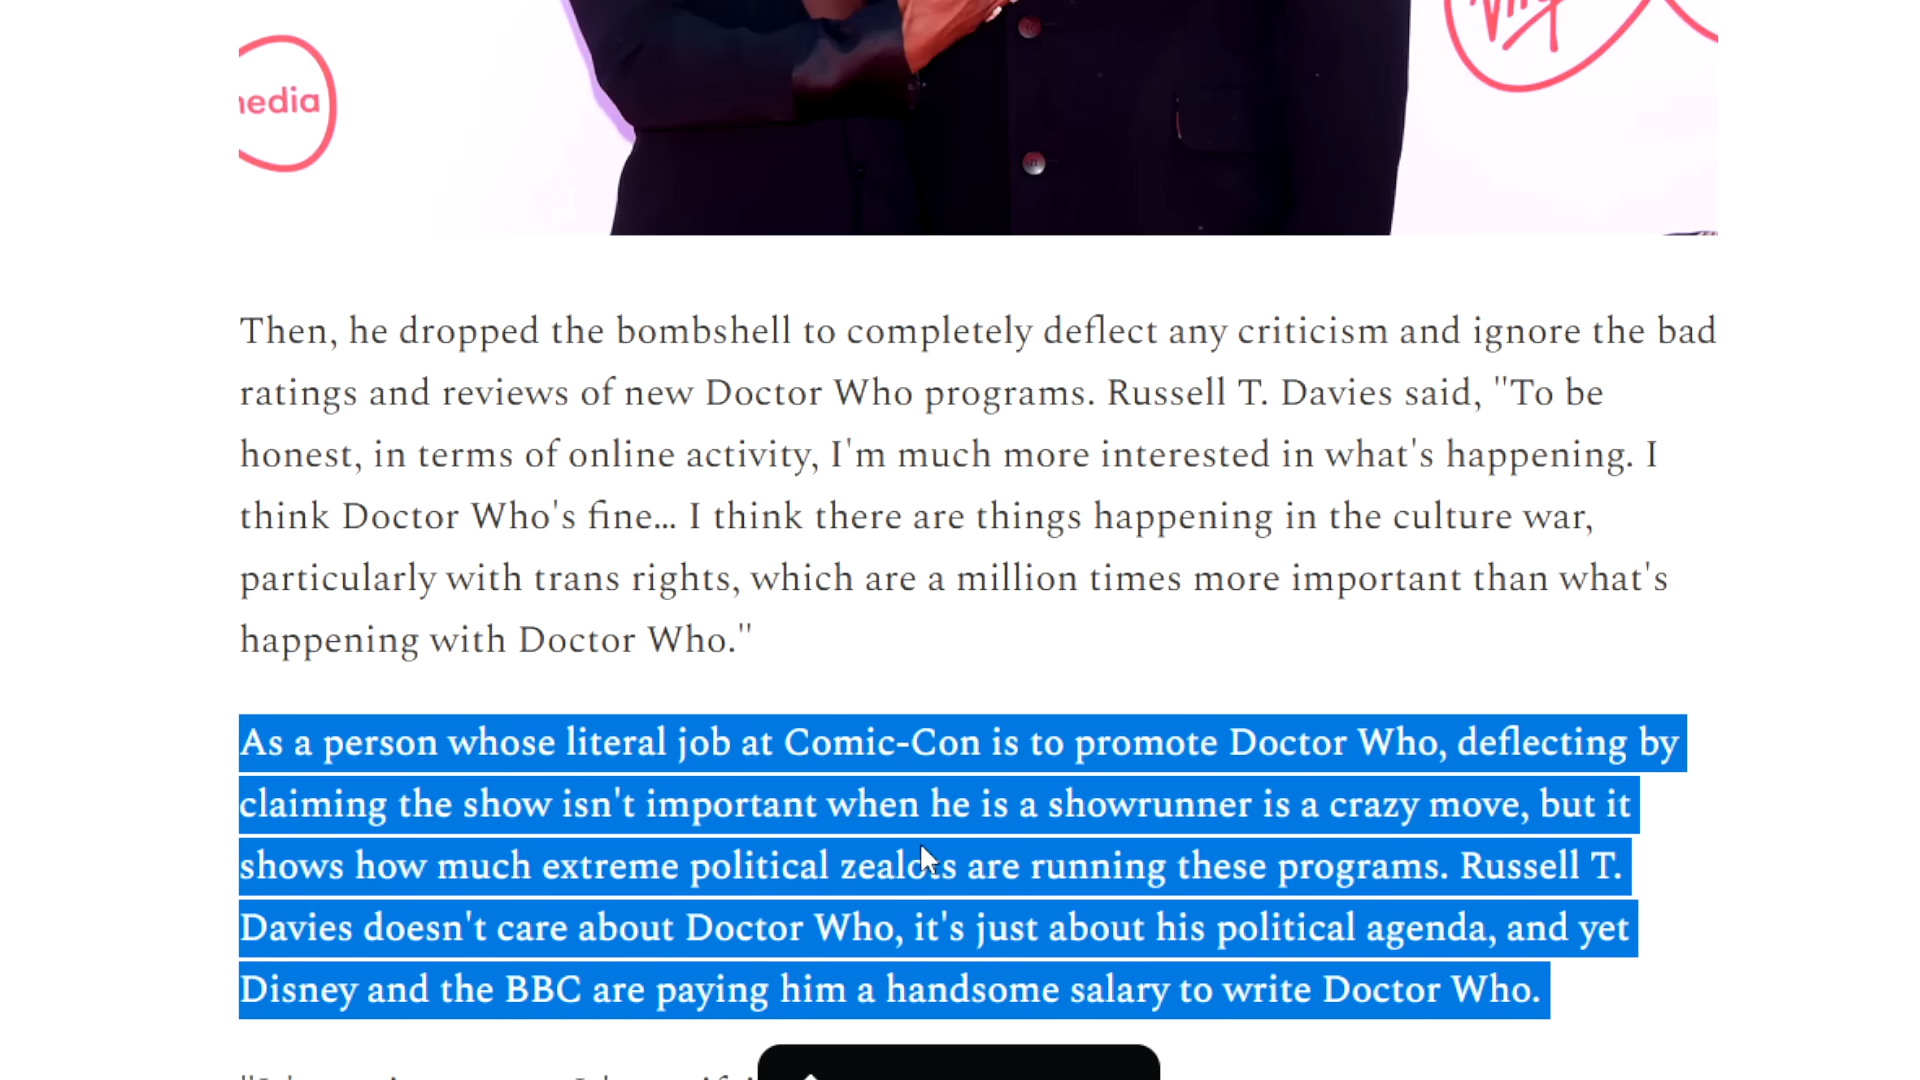 nedia
Then, he dropped the bombshell to completely deflect any criticism and ignore the bad
ratings and reviews of new Doctor Who programs. Russell T. Davies said, "To be
honest, in terms of online activity, I'm much more interested in what's happening. I
think Doctor Who's fine... I think there are things happening in the culture war,
particularly with trans rights, which are a million times more important than what's
happening with Doctor Who."
As a person whose literal job at Comic-Con is to promote Doctor Who, deflecting by
claiming the show isn't important when he is a showrunner is a crazy move, but it
shows how much extreme political zealots are running these programs. Russell T.
Davies doesn't care about Doctor Who, it's just about his political agenda, and yet
Disney and the BBC are paying him a handsome salary to write Doctor Who.